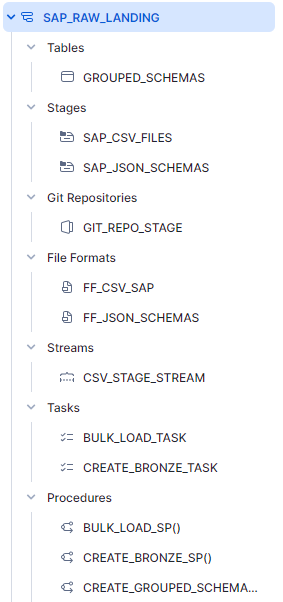 SAP_RAW_LANDING
Tables
GROUPED_SCHEMAS
Stages
SAP_CSV_FILES
SAP_JSON_SCHEMAS
Git Repositories
GIT_REPO_STAGE
File Formats
FF_CSV_SAP
FF_JSON_SCHEMAS
Streams
CSV_STAGE_STREAM
Tasks
BULK_LOAD_TASK
CREATE_BRONZE_TASK
Procedures
BULK_LOAD_SP()
CREATE_BRONZE_SP()
CREATE_GROUPED_SCHEMA...